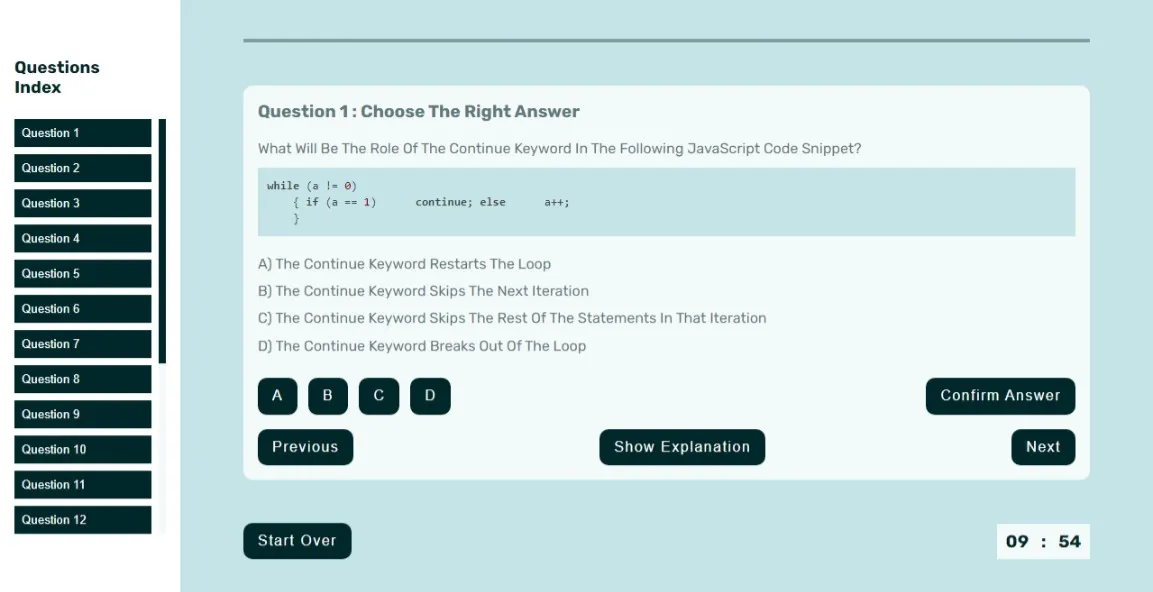 Questions
Index
Question 1
Question 2
Question 3
Question 4
Question 5
Question 6
Question 7
Question 8
Question 9
Question 10
Question 11
Question 12
Question 1 : Choose The Right Answer
What Will Be The Role Of The Continue Keyword In The Following JavaScript Code Snippet?
while (a != 0)
{ if (a == 1) continue; else a++;
}
A) The Continue Keyword Restarts The Loop
B) The Continue Keyword Skips The Next Iteration
C) The Continue Keyword Skips The Rest Of The Statements In That Iteration
D) The Continue Keyword Breaks Out Of The Loop
A B C D Confirm Answer
Previous Show Explanation Next
Start Over 09 : 54